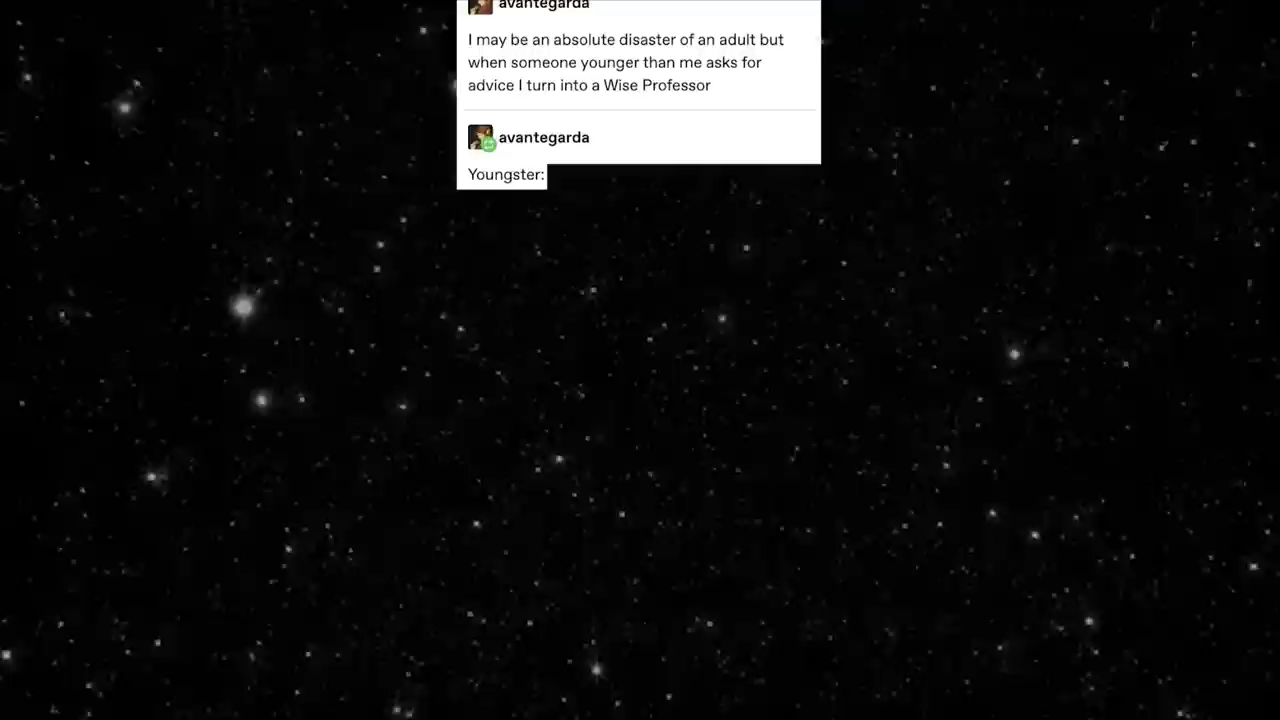 avantegarda
I may be an absolute disaster of an adult but
when someone younger than me asks for
advice I turn into a Wise Professor
avantegarda
Youngster: